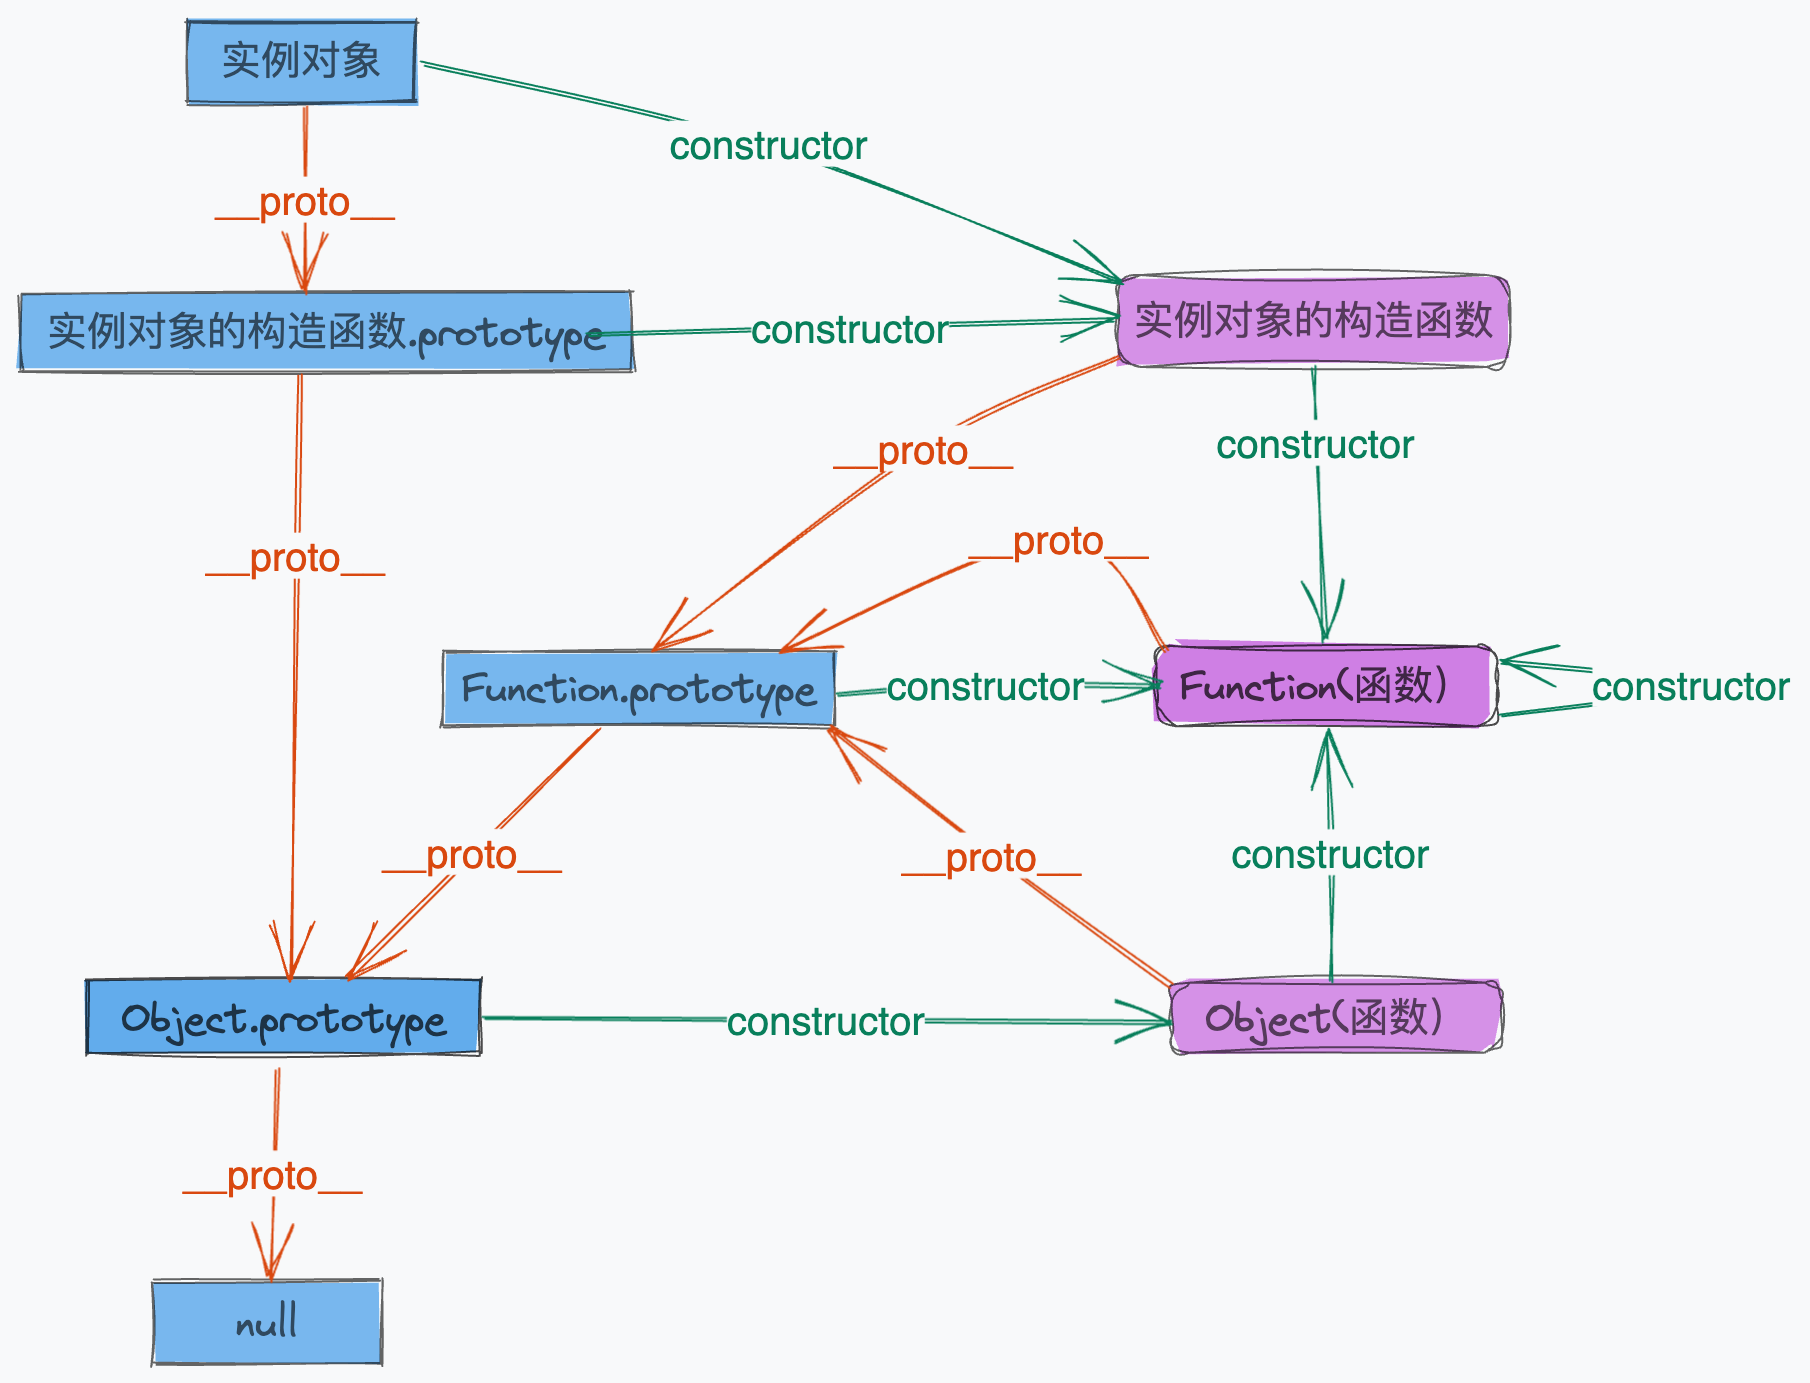 实例对象
constructor
__proto__
实例对象的构造函数.prototype
constructor
实例对象的构造函数
__proto__
constructor
__proto__
__proto__
Function.prototype
constructor
Function(函数)
constructor
__proto__
__proto__
constructor
Object.prototype
constructor
Object(函数)
__proto__
null